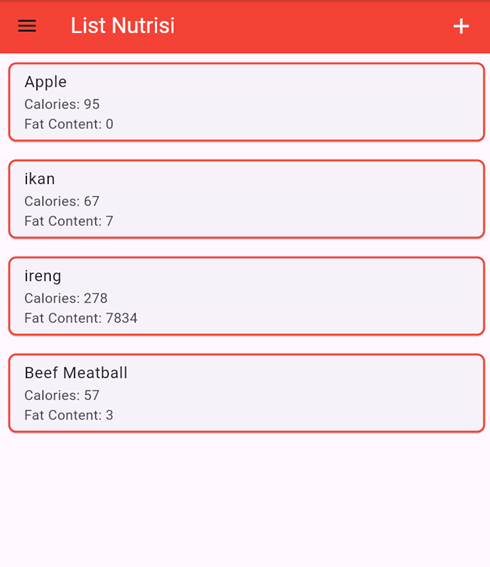 List Nutrisi
Apple
Calories: 95
Fat Content: 0
ikan
Calories: 67
Fat Content: 7
ireng
Calories: 278
Fat Content: 7834
Beef Meatball
Calories: 57
Fat Content: 3